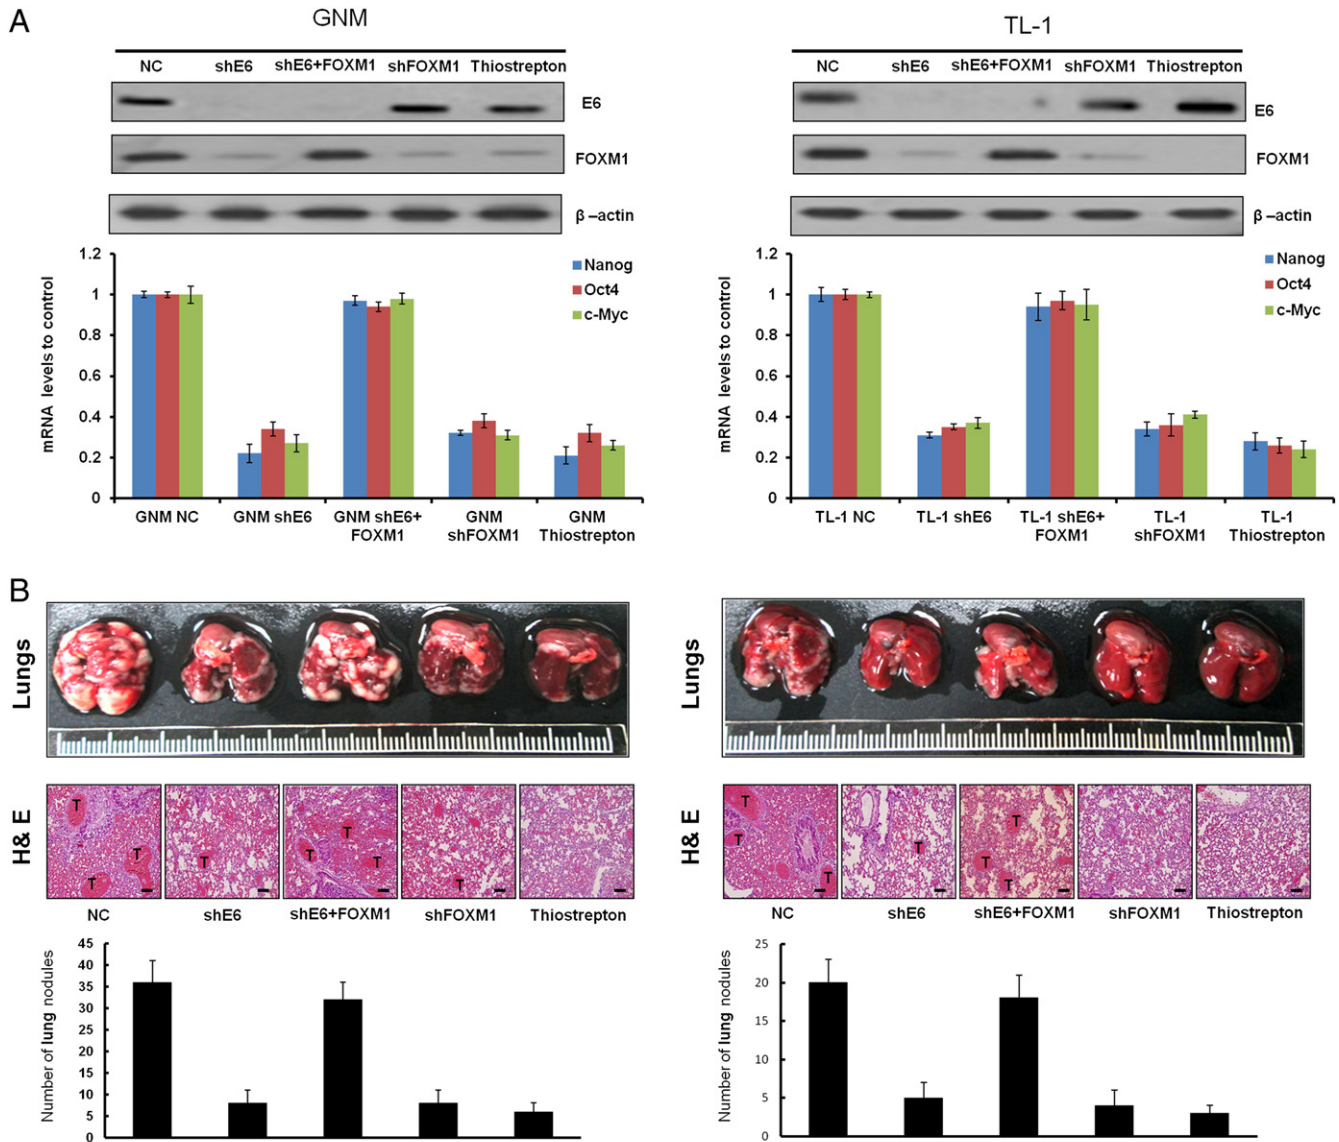 A
GNM
NC shE6 shE6+FOXM1 shFOXM1 Thiostrepton
E6
FOXM1
β –actin
1.2
1
0.8
0.6
0.4
0.2
0
mRNA levels to control
Nanog
Oct4
c-Myc
GNM NC GNM shE6 GNM shE6+ GNM GNM
FOXM1 shFOXM1 Thiostrepton
TL-1
NC shE6 shE6+FOXM1 shFOXM1 Thiostrepton
E6
FOXM1
β –actin
1.2
1
0.8
0.6
0.4
0.2
0
mRNA levels to control
Nanog
Oct4
c-Myc
TL-1 NC TL-1 shE6 TL-1 shE6+ TL-1 TL-1
FOXM1 shFOXM1 Thiostrepton
B
Lungs
H& E
T T T T T T T T
NC shE6 shE6+FOXM1 shFOXM1 Thiostrepton
45
40
35
30
25
20
15
10
5
0
Number of lung nodules
Lungs
H& E
T T T T T T T
NC shE6 shE6+FOXM1 shFOXM1 Thiostrepton
25
20
15
10
5
0
Number of lung nodules